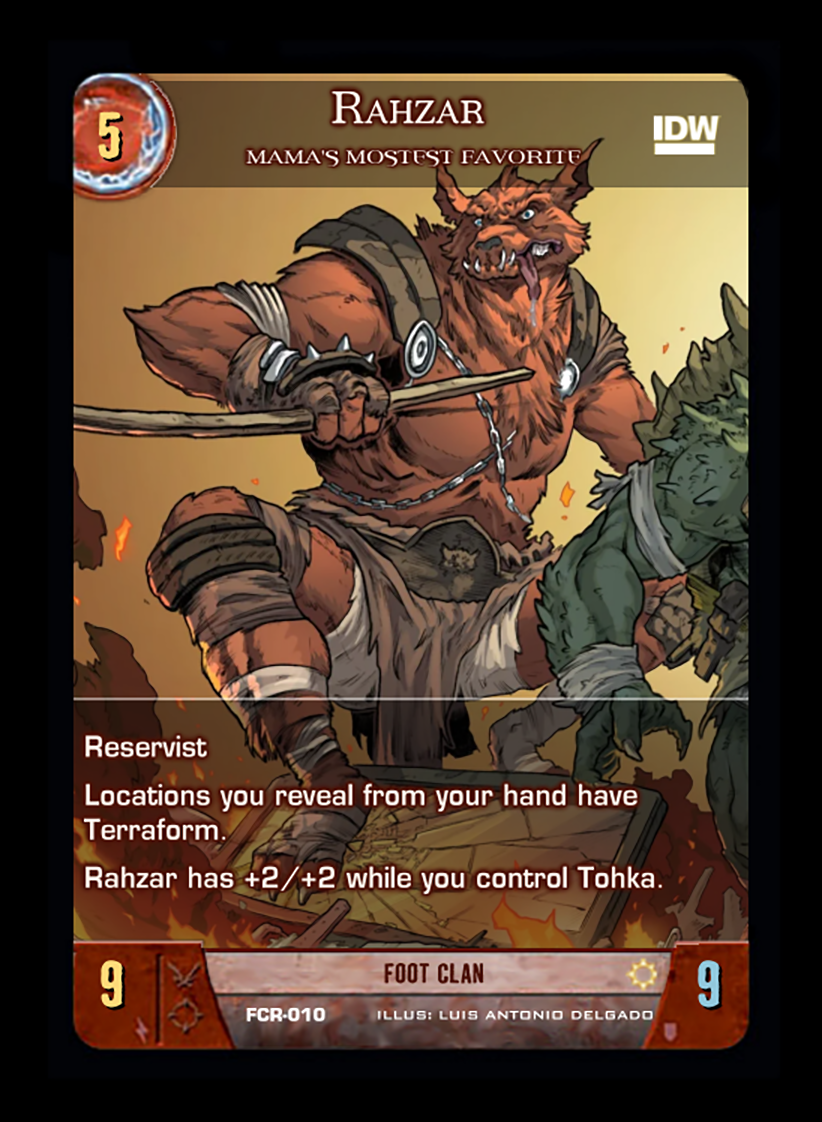 5
RAHZAR
IDW
MAMA'S MOSTEST FAVORITE
Reservist
Locations you reveal from your hand have
Terraform.
Rahzar has +2/+2 while you control Tohka.
9
FOOT CLAN
9
FCR-010
ILLUS: LUIS ANTONIO DELGADO